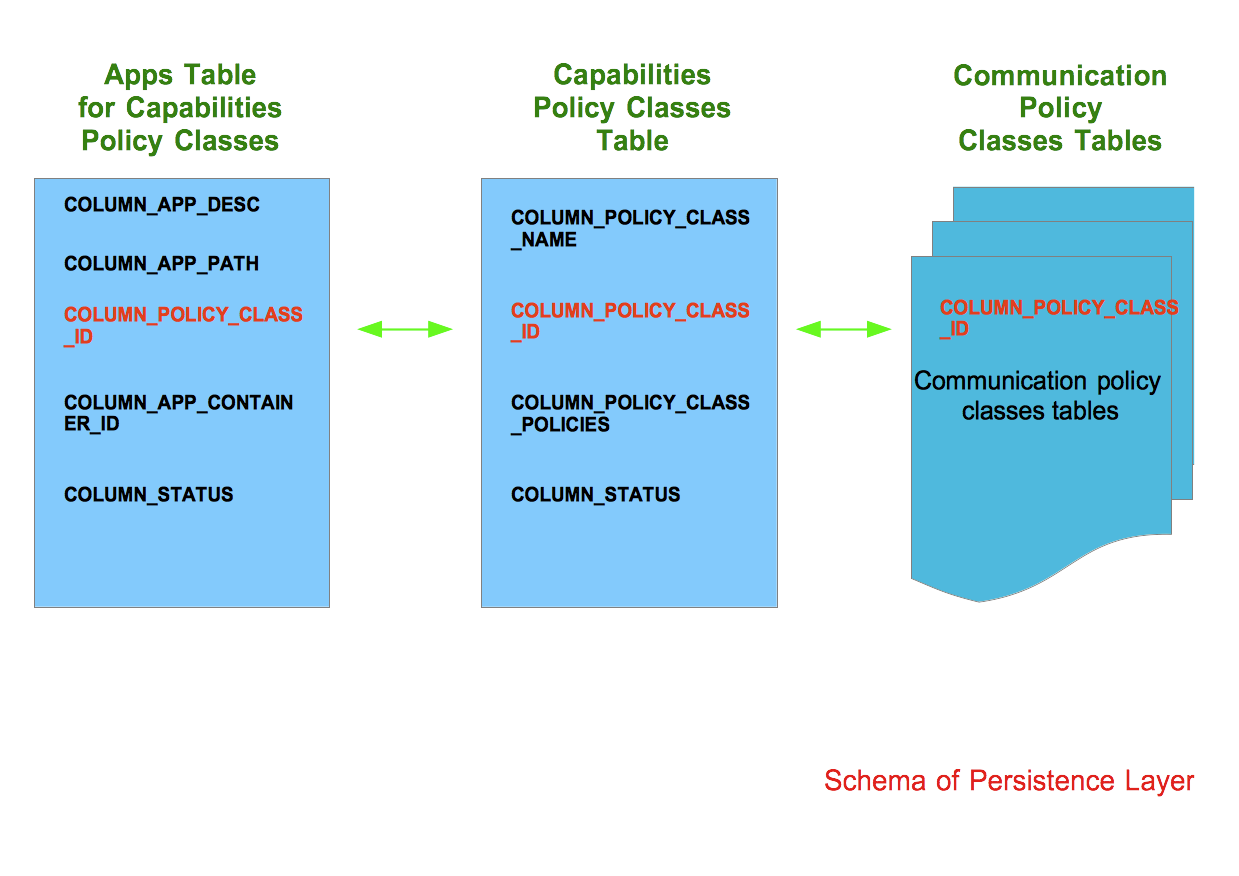 Apps Table
for Capabilities
Policy Classes
Capabilities
Policy Classes
Table
Communication
Policy
Classes Tables
COLUMN_APP_DESC
COLUMN_APP_PATH
COLUMN_POLICY_CLASS
_ID
COLUMN_APP_CONTAIN
ER_ID
COLUMN_STATUS
COLUMN_POLICY_CLASS
_NAME
COLUMN_POLICY_CLASS
_ID
COLUMN_POLICY_CLASS
_POLICIES
COLUMN_STATUS
COLUMN_POLICY_CLASS
_ID
Communication policy
classes tables
Schema of Persistence Layer